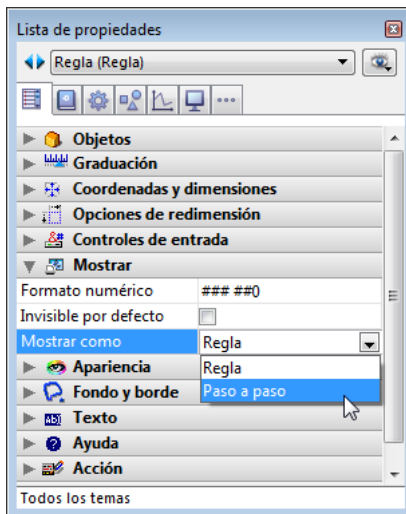 Lista de propiedades
Regla (Regla)
Objetos
Graduación
Coordenadas y dimensiones
Opciones de redimensión
Controles de entrada
Mostrar
Formato numérico ### ##0
Invisible por defecto
Mostrar como Regla
Apariencia Regla
Fondo y borde Paso a paso
Texto
Ayuda
Acción
Todos los temas